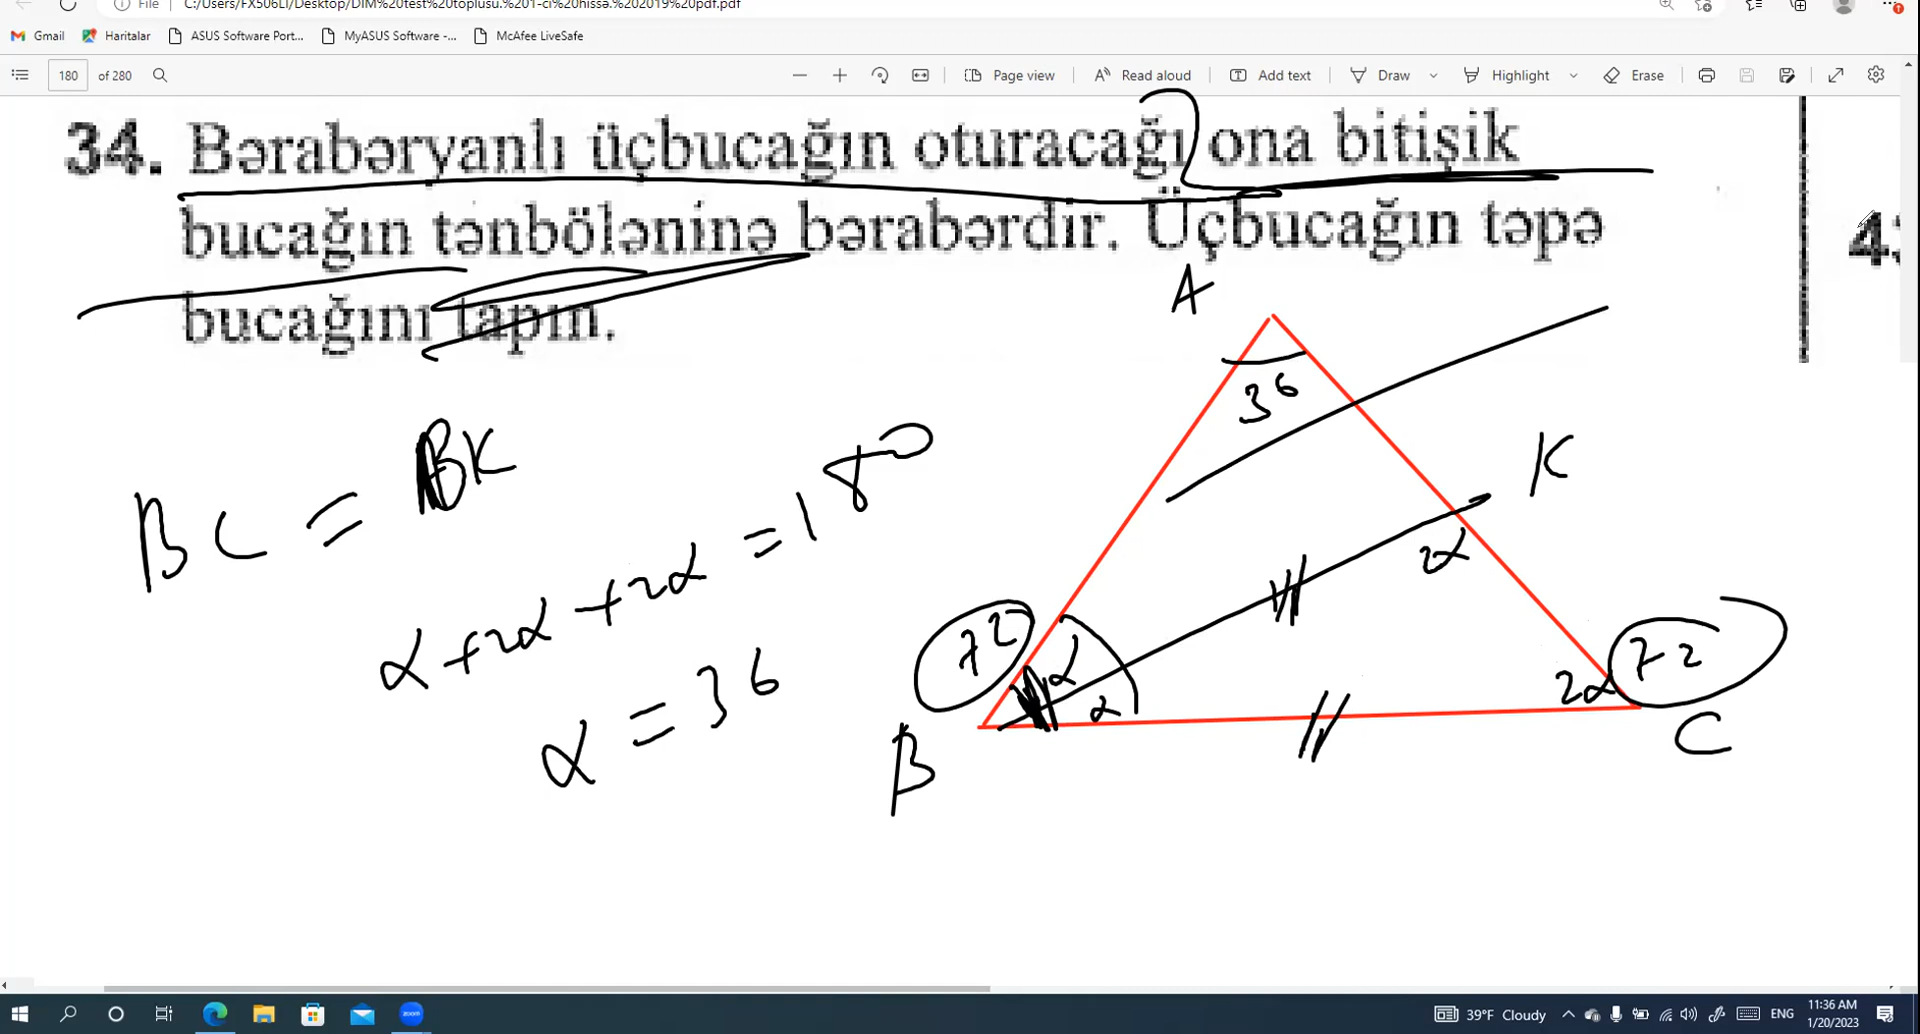 File C:/Users/FX506LI/Desktop/DIM%20test%20toplusu.%201-ci%20hissə.%202019%20pdf.pdf
Gmail Haritalar ASUS Software Port... MyASUS Software -... McAfee LiveSafe
180 of 280 Page view Read aloud Add text Draw Highlight Erase
34. Bərabəryanlı üçbucağın oturacağı ona bitişik
bucağın tənböləninə bərabərdir. Üçbucağın təpə
bucağını tapın.
A
36
K
BC = BK
2α
α+2α+2α=180
72
α
α
2α
72
α = 36
B
C
39°F Cloudy ENG 11:36 AM
1/20/2023
zoom